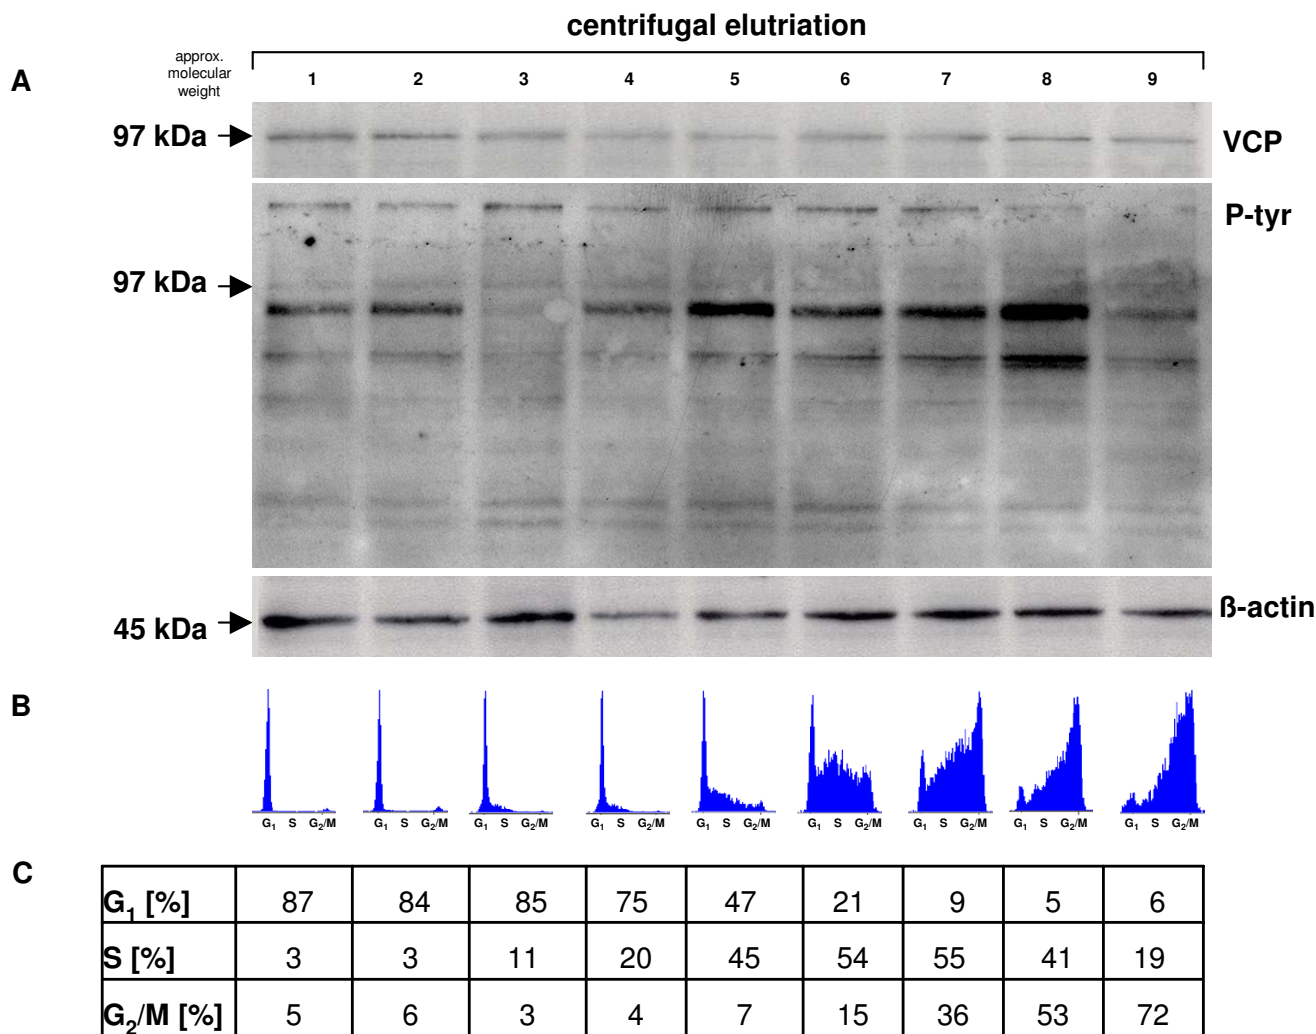 centrifugal elutriation
approx.
molecular
weight
A
1 2 3 4 5 6 7 8 9
97 kDa
VCP
P-tyr
97 kDa
45 kDa
ß-actin
B
G1 S G2/M G1 S G2/M G1 S G2/M G1 S G2/M G1 S G2/M G1 S G2/M G1 S G2/M G1 S G2/M G1 S G2/M
C
G1 [%] 87 84 85 75 47 21 9 5 6
S [%] 3 3 11 20 45 54 55 41 19
G2/M [%] 5 6 3 4 7 15 36 53 72